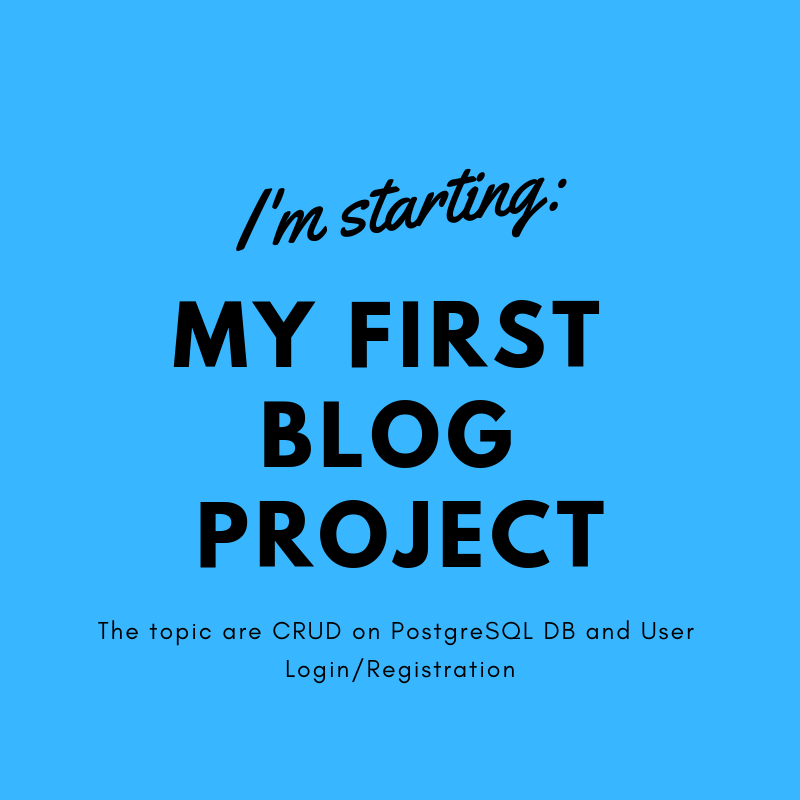 I'm starting:
MY FIRST
BLOG
PROJECT
The topic are CRUD on PostgreSQL DB and User
Login/Registration